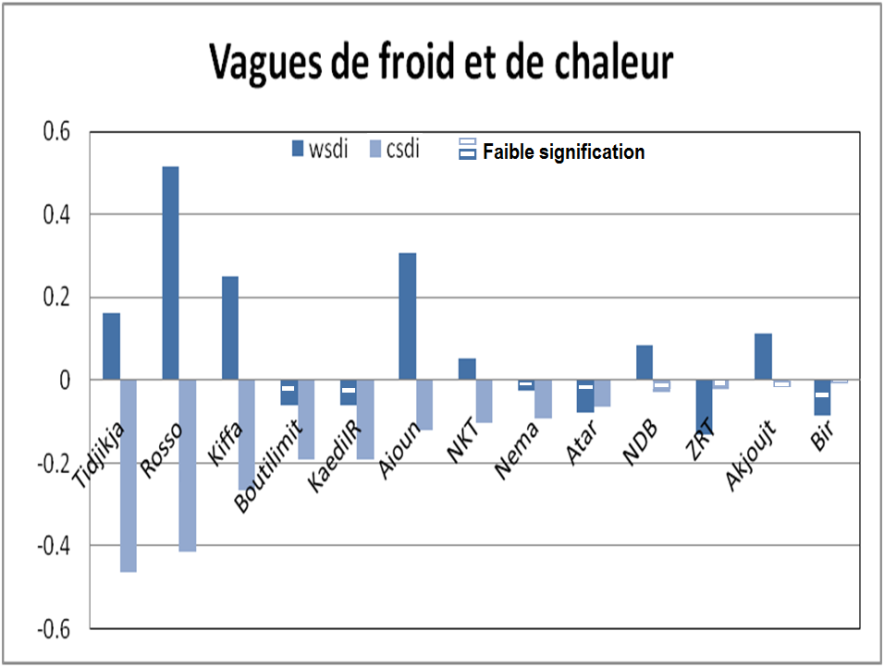 Vagues de froid et de chaleur
0.6
wsdi csdi Faible signification
0.4
0.2
0
-0.2
-0.4
-0.6
Tidjikja Rosso Kiffa Boutilimit KaediIR Aioun NKT Nema Atar NDB ZRT Akjoujt Bir